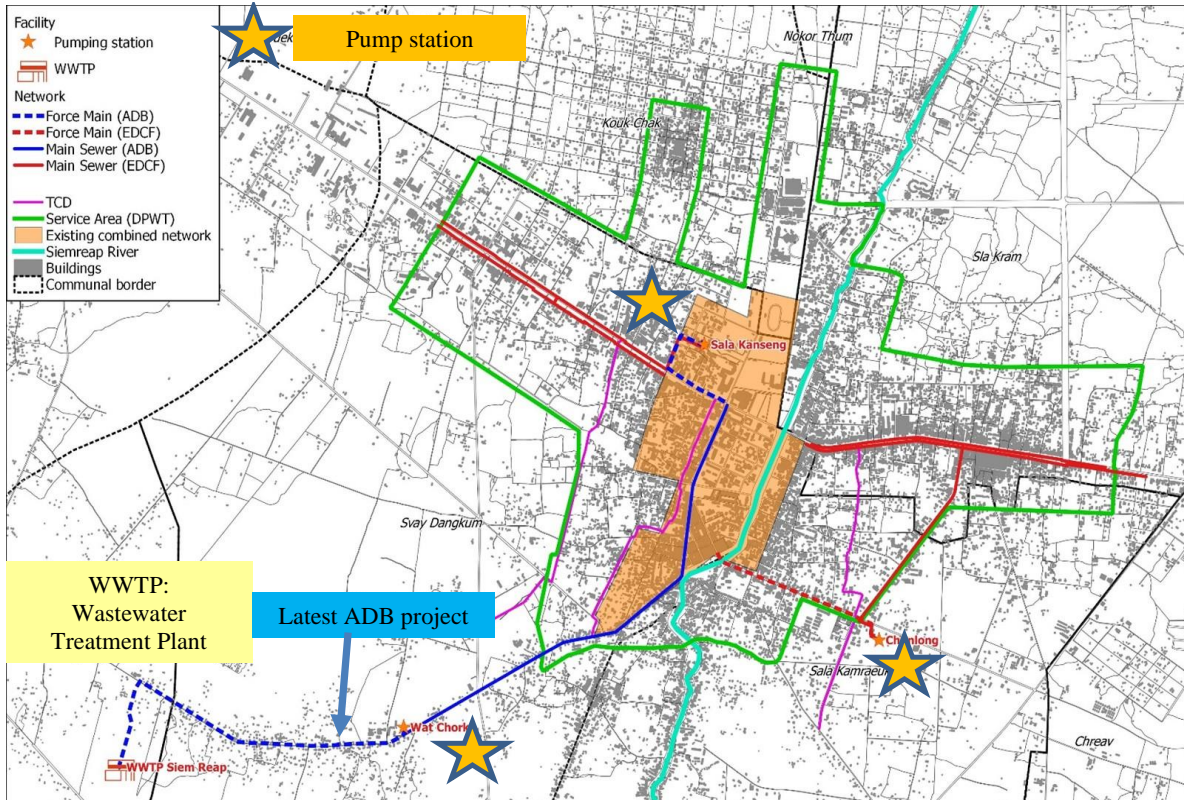 Facility
Pumping station
WWTP
Network
Force Main (ADB)
Force Main (EDCF)
Main Sewer (ADB)
Main Sewer (EDCF)
TCD
Service Area (DPWT)
Existing combined network
Siemreap River
Buildings
Communal border
Pump station
Nokor Thum
Kouk Chak
Sla Kram
Sala Kanseng
Svay Dangkum
WWTP:
Wastewater
Treatment Plant
Latest ADB project
Chonlong
Wat Chork
WWTP Siem Reap
Chreav